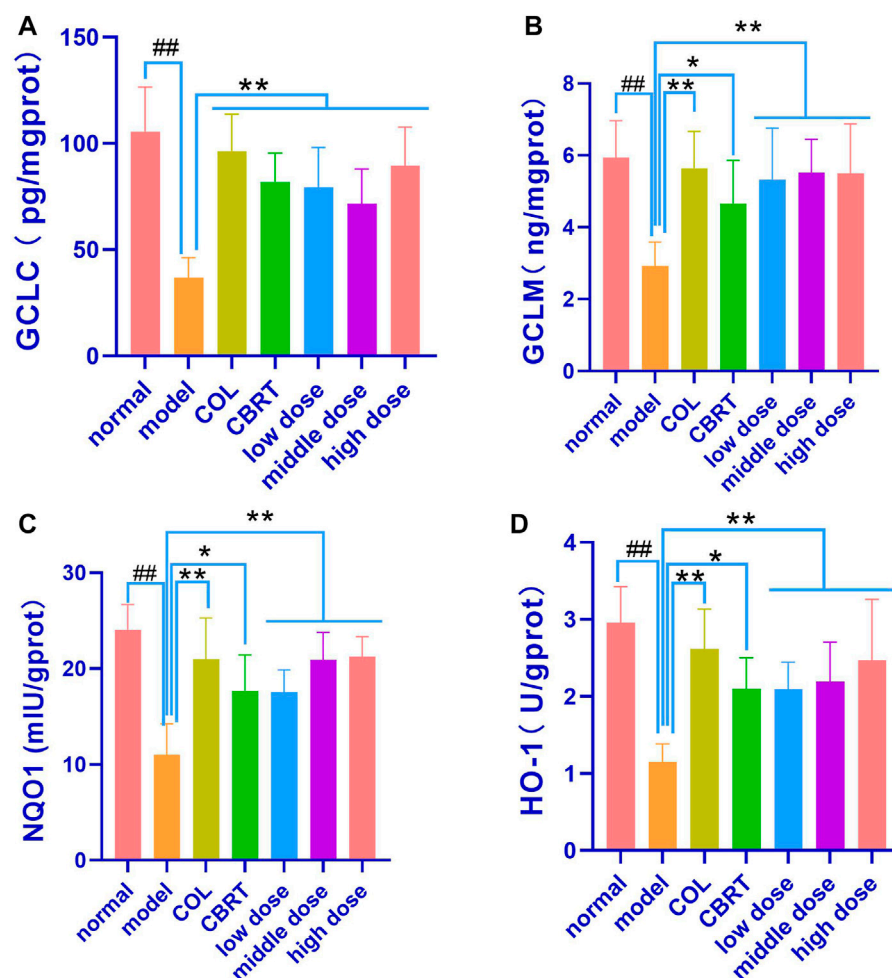 A
GCLC ( pg/mgprot)
150
100
50
0
##
**
normal
model
COL
CBRT
low dose
middle dose
high dose
B
GCLM( ng/mgprot)
8
6
4
2
0
##
**
*
**
normal
model
COL
CBRT
low dose
middle dose
high dose
C
NQO1 (mIU/gprot)
30
20
10
0
##
**
*
**
normal
model
COL
CBRT
low dose
middle dose
high dose
D
HO-1( U/gprot)
4
3
2
1
0
##
**
*
**
normal
model
COL
CBRT
low dose
middle dose
high dose